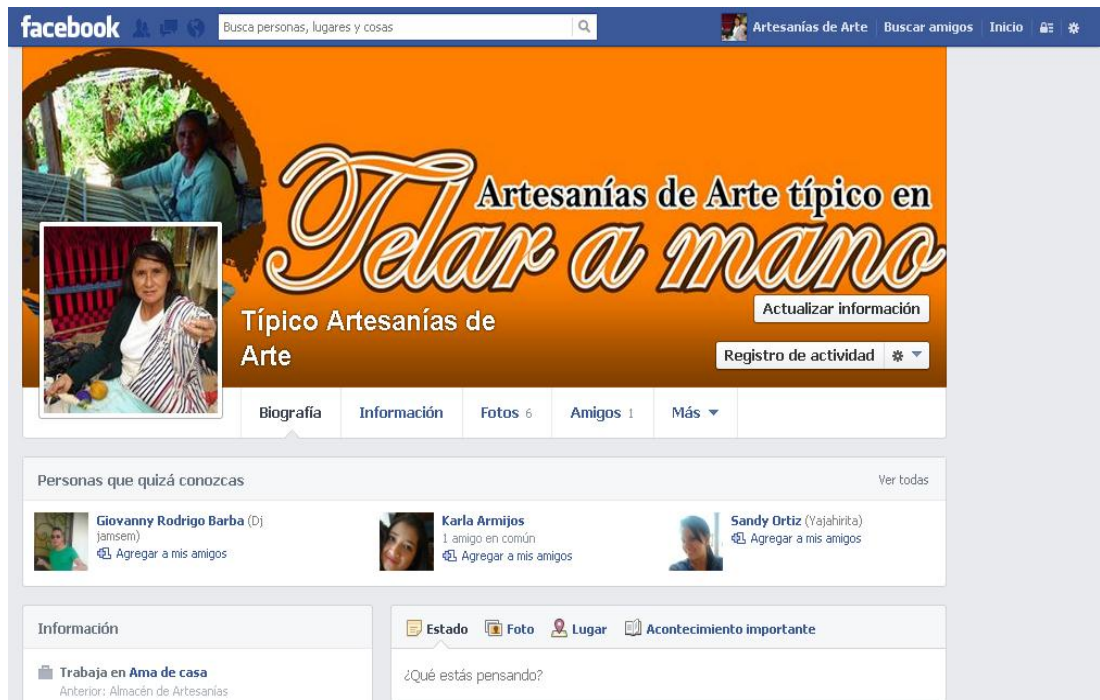 facebook
Busca personas, lugares y cosas
Artesanías de Arte
Buscar amigos
Inicio
Artesanías de Arte típico en
Telar a mano
Actualizar información
Típico Artesanías de
Arte
Registro de actividad
Biografía
Información
Fotos 6
Amigos 1
Más
Personas que quizá conozcas
Ver todas
Giovanny Rodrigo Barba (Dj
jamsem)
Agregar a mis amigos
Karla Armijos
1 amigo en común
Agregar a mis amigos
Sandy Ortiz (Yajahirita)
Agregar a mis amigos
Información
Estado
Foto
Lugar
Acontecimiento importante
Trabaja en Ama de casa
Anterior: Almacén de Artesanías
¿Qué estás pensando?